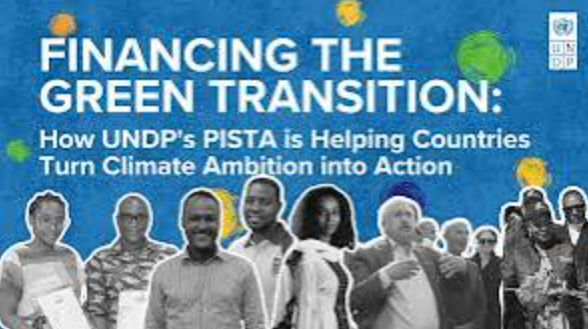 FINANCING THE
GREEN TRANSITION:
How UNDP's PISTA is Helping Countries
Turn Climate Ambition into Action
U N
D P